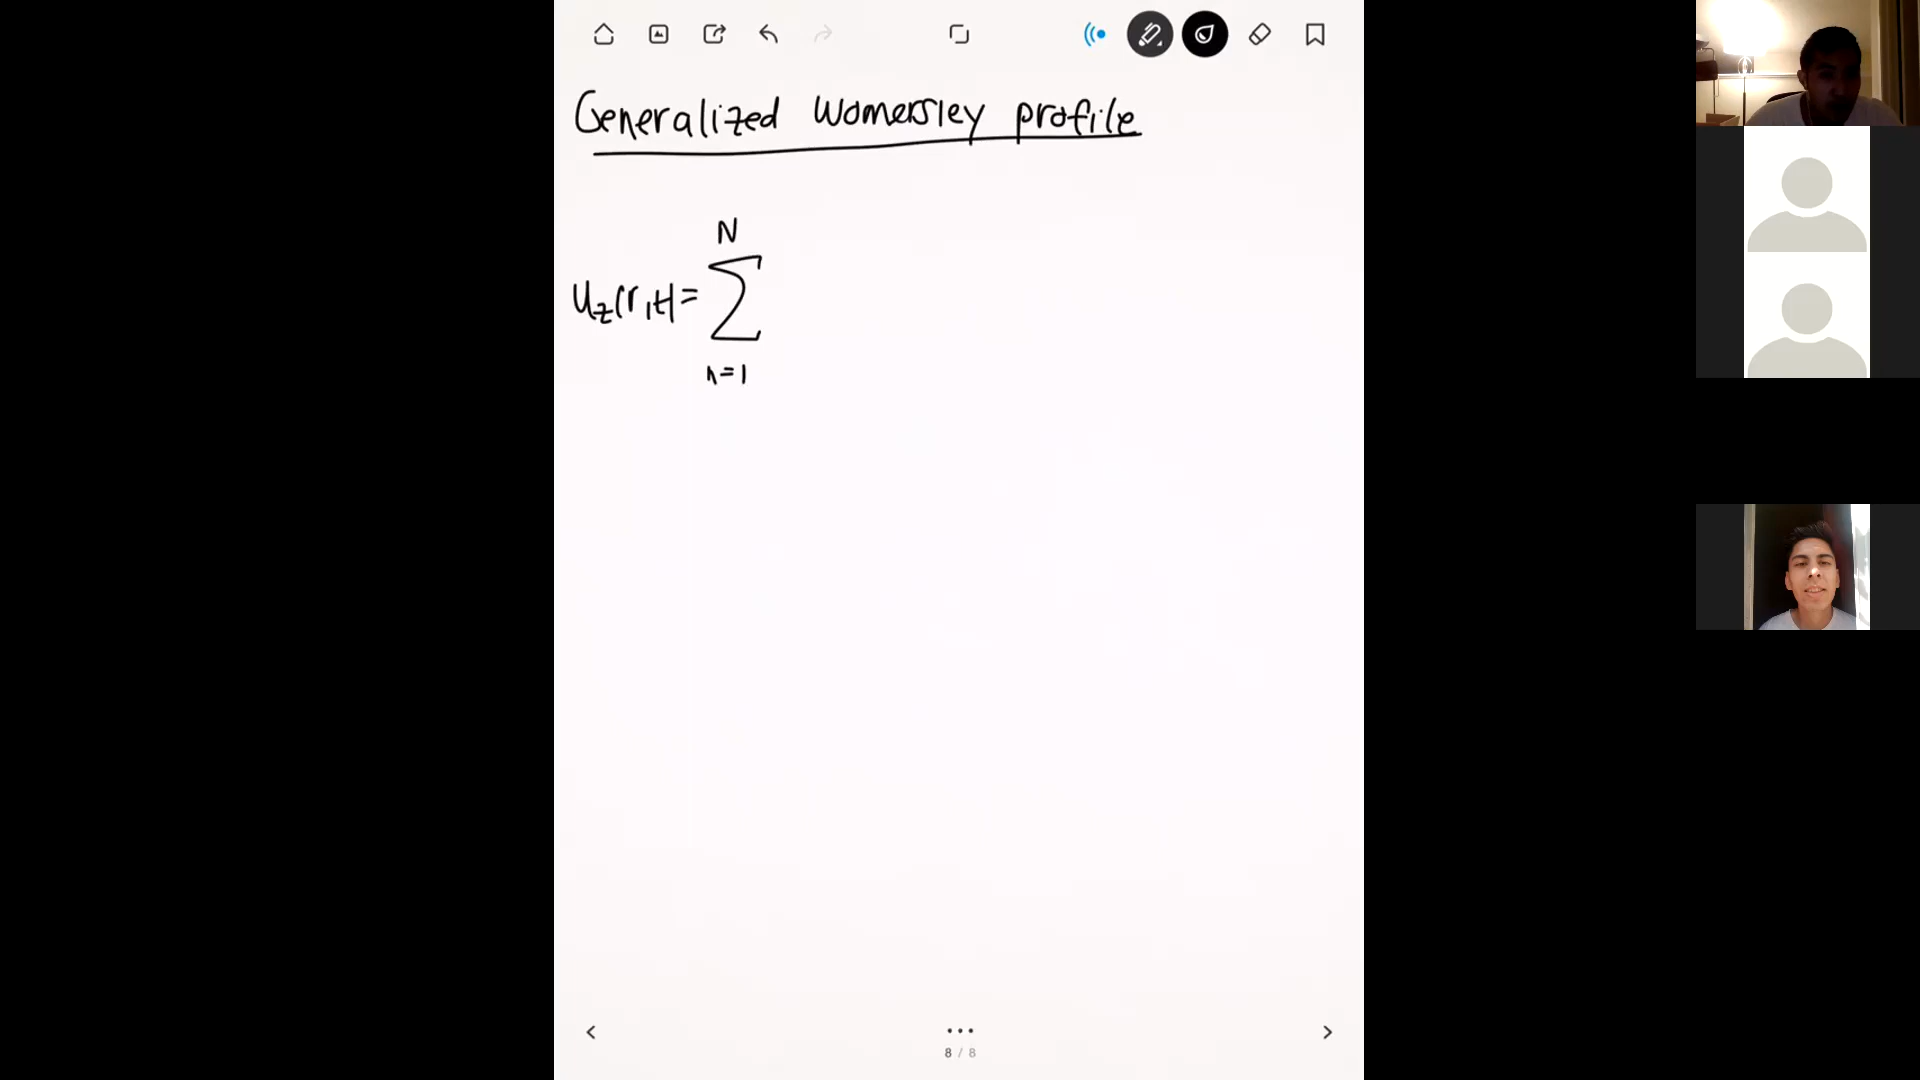 Generalized Womersley profile
N
Uz(r,t)= ∑
n=1
8 / 8